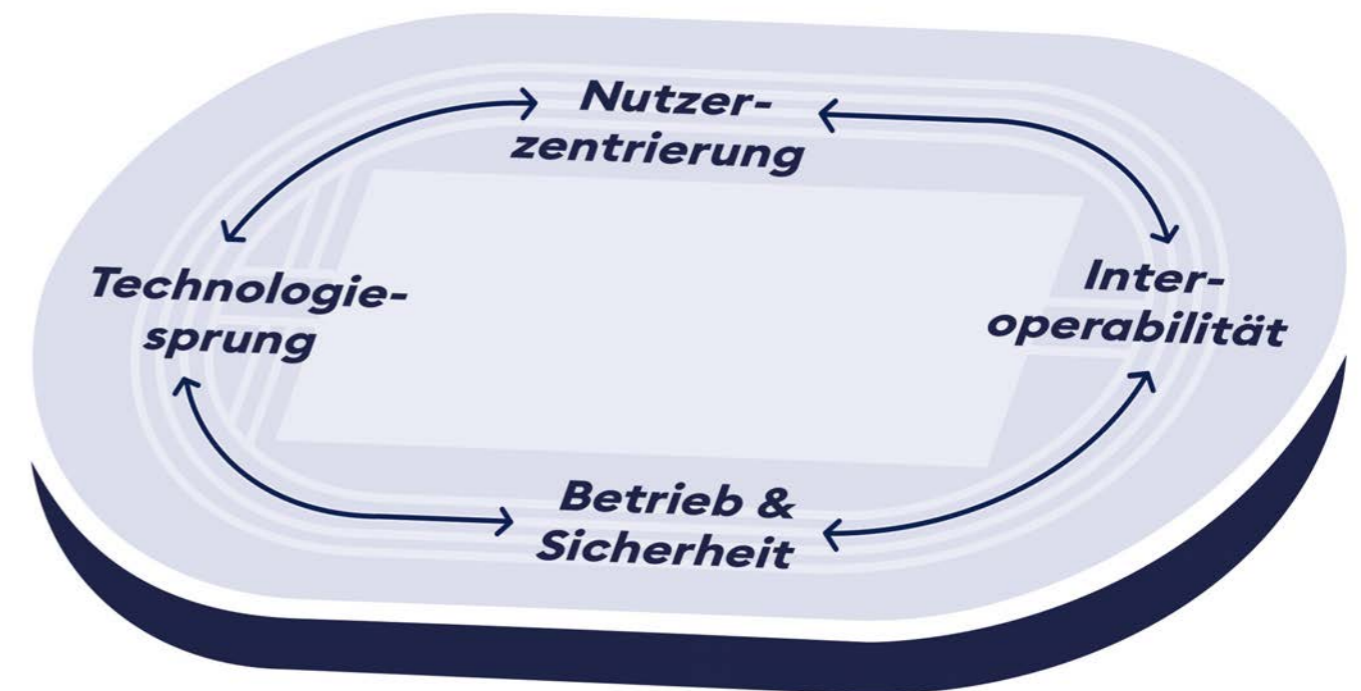 Nutzer-
zentrierung
Technologie-
sprung
Inter-
operabilität
Betrieb &
Sicherheit